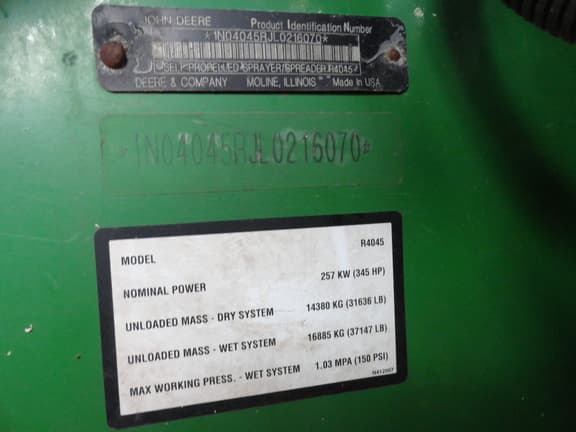 JOHN DEERE Product Identification Number
*1N04045RJL0216070*
SELF-PROPELLED SPRAYER/SPREADER R4045
DEERE & COMPANY MOLINE, ILLINOIS Made In USA
*1N04045RJL0216070*
MODEL R4045
NOMINAL POWER 257 KW (345 HP)
UNLOADED MASS - DRY SYSTEM 14380 KG (31636 LB)
UNLOADED MASS - WET SYSTEM 16885 KG (37147 LB)
MAX WORKING PRESS. - WET SYSTEM 1.03 MPA (150 PSI)